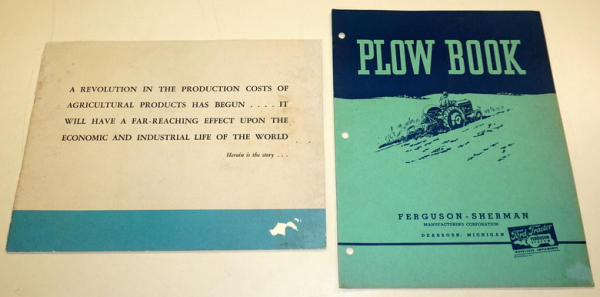 A REVOLUTION IN THE PRODUCTION COSTS OF
AGRICULTURAL PRODUCTS HAS BEGUN . . . . IT
WILL HAVE A FAR-REACHING EFFECT UPON THE
ECONOMIC AND INDUSTRIAL LIFE OF THE WORLD
Herein is the story . . .
PLOW BOOK
FERGUSON-SHERMAN
MANUFACTURING CORPORATION
DEARBORN, MICHIGAN
Ford Tractor